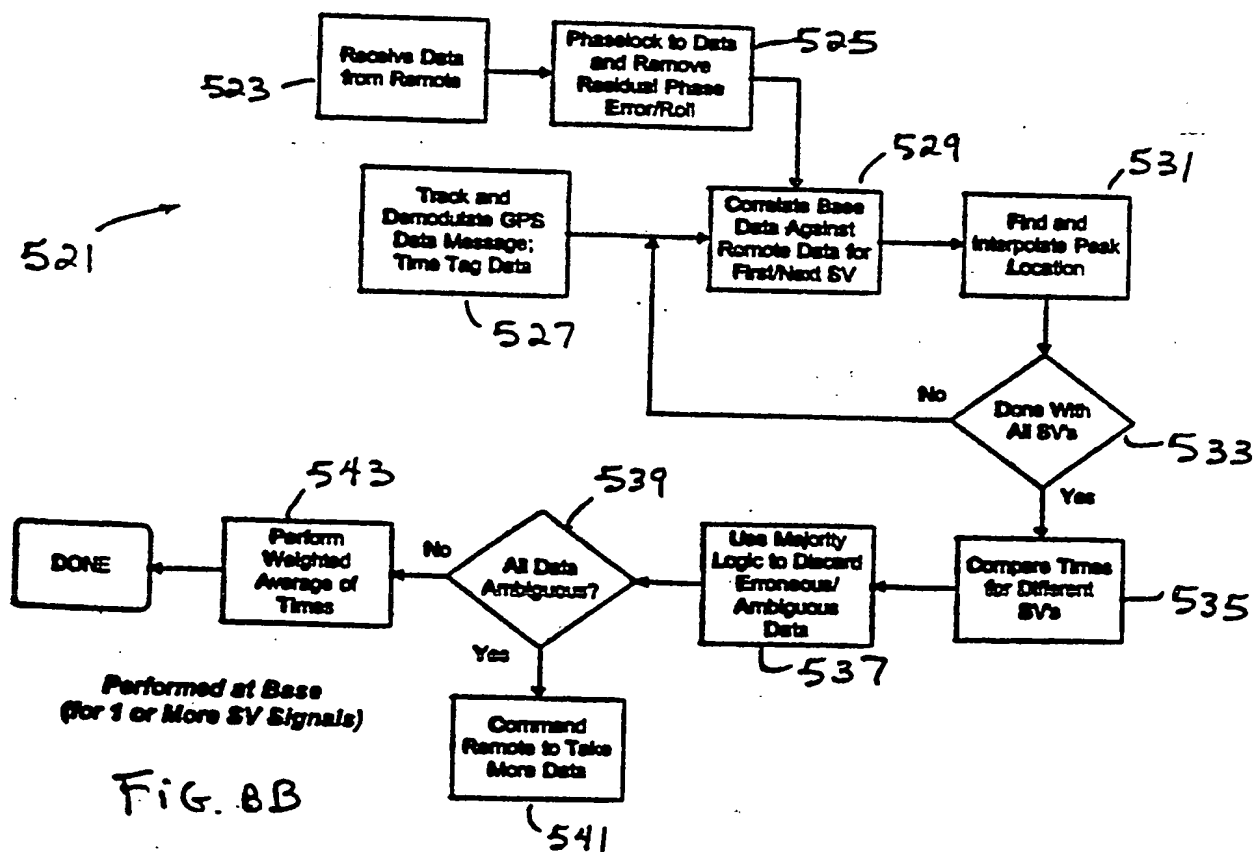 523
Receive Data
from Remote
Phaselock to Data
and Remove
Residual Phase
Error/Roll
525
521
Track and
Demodulate GPS
Data Message;
Time Tag Data
527
529
Correlate Base
Data Against
Remote Data for
First/Next SV
531
Find and
Interpolate Peak
Location
No
Done With
All SV's
533
Yes
Compare Times
for Different
SV's
535
Use Majority
Logic to Discard
Erroneous/
Ambiguous
Data
537
539
All Data
Ambiguous?
No
Yes
543
Perform
Weighted
Average of
Times
DONE
Command
Remote to Take
More Data
541
Performed at Base
(for 1 or More SV Signals)
FIG. 8B